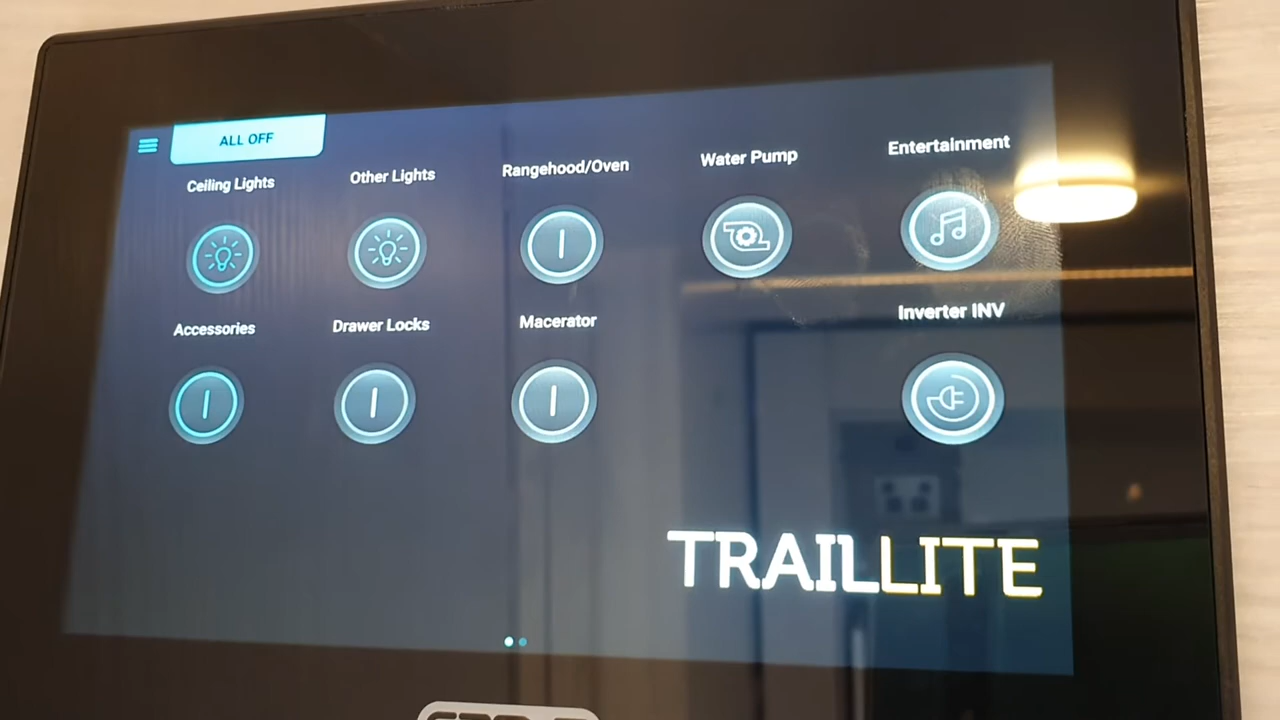 ALL OFF
Ceiling Lights
Other Lights
Rangehood/Oven
Water Pump
Entertainment
Accessories
Drawer Locks
Macerator
Inverter INV
TRAILLITE